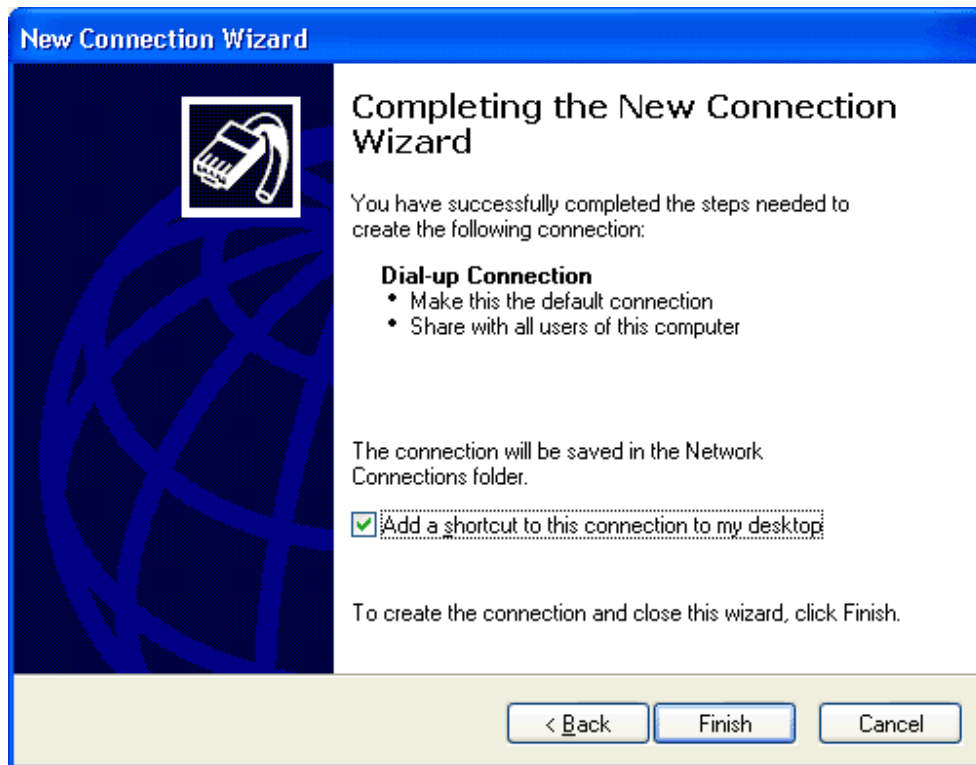 New Connection Wizard
Completing the New Connection
Wizard
You have successfully completed the steps needed to
create the following connection:
Dial-up Connection
• Make this the default connection
• Share with all users of this computer
The connection will be saved in the Network
Connections folder.
Add a shortcut to this connection to my desktop
To create the connection and close this wizard, click Finish.
< Back Finish Cancel